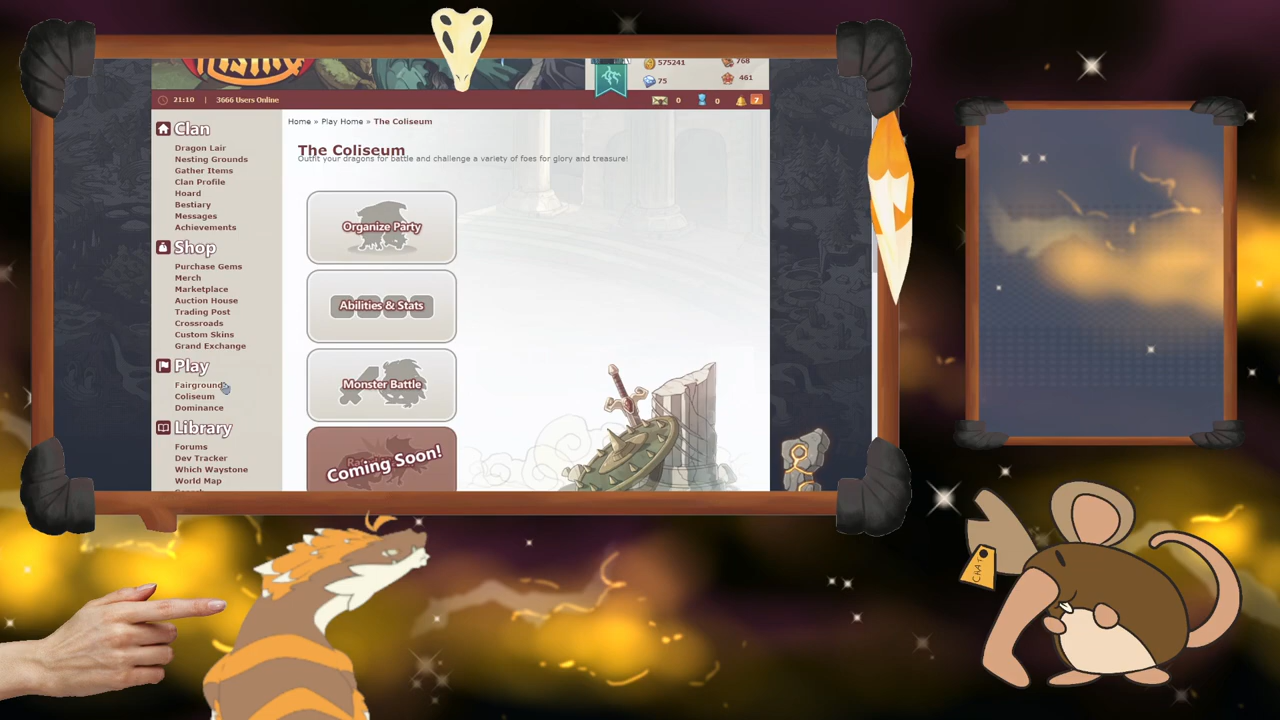 Rising
575241
768
75
461
21:10 | 3666 Users Online
0
0
7
Clan
Dragon Lair
Nesting Grounds
Gather Items
Clan Profile
Hoard
Bestiary
Messages
Achievements
Shop
Purchase Gems
Merch
Marketplace
Auction House
Trading Post
Crossroads
Custom Skins
Grand Exchange
Play
Fairgrounds
Coliseum
Dominance
Library
Forums
Dev Tracker
Which Waystone
World Map
Home » Play Home » The Coliseum
The Coliseum
Outfit your dragons for battle and challenge a variety of foes for glory and treasure!
Organize Party
Abilities & Stats
Monster Battle
Coming Soon!
CHAT